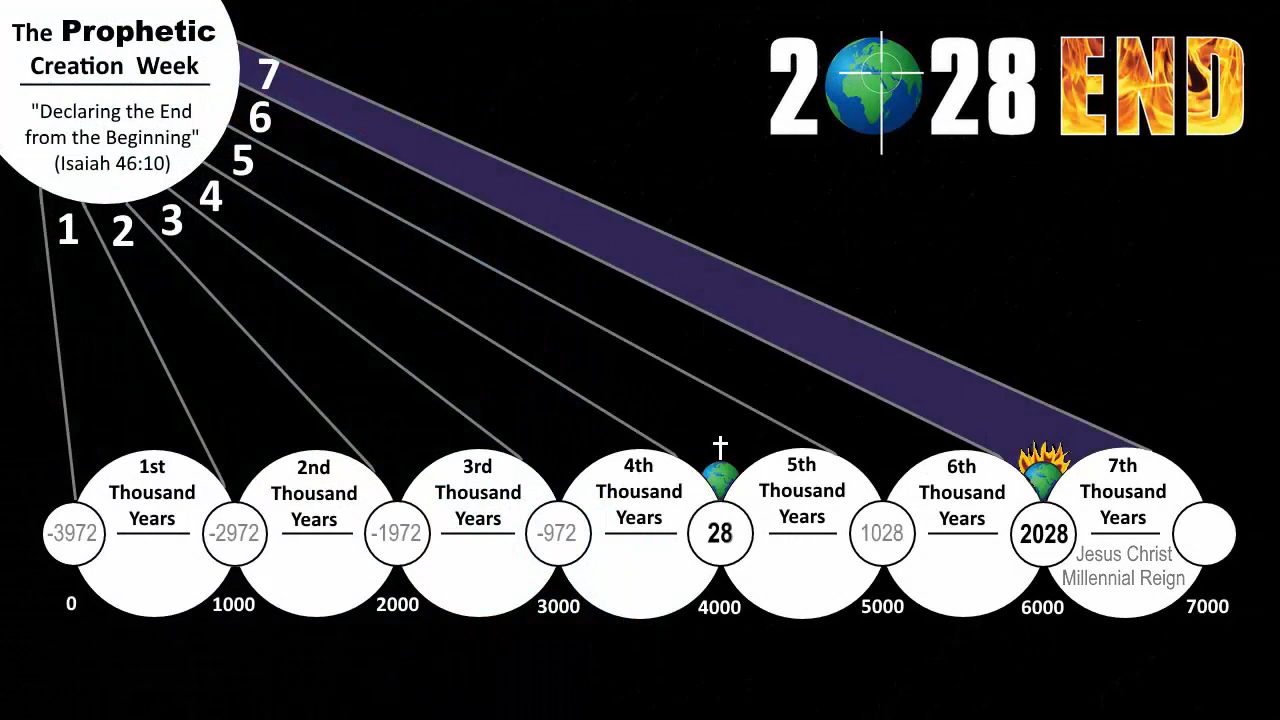 The Prophetic
Creation Week
"Declaring the End
from the Beginning"
(Isaiah 46:10)
2028 END
7
6
5
4
3
2
1
1st
Thousand
Years
2nd
Thousand
Years
3rd
Thousand
Years
4th
Thousand
Years
5th
Thousand
Years
6th
Thousand
Years
7th
Thousand
Years
Jesus Christ
Millennial Reign
-3972
-2972
-1972
-972
28
1028
2028
0
1000
2000
3000
4000
5000
6000
7000